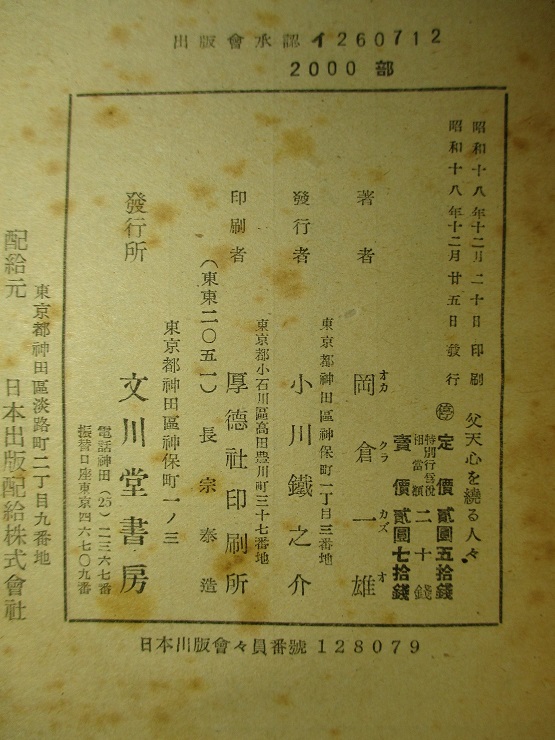 出版會承認イ260712
2000部
昭和十八年十二月二十日印刷
昭和十八年十二月廿五日發行
父天心を繞る人々
㊞定價貳圓五拾錢
特別行爲税相當額二十錢
賣價貳圓七拾錢
著者 岡倉一雄
オカ クラ カズ オ
東京都神田區神保町一丁目三番地
發行者 小川鐵之介
東京都小石川區高田豊川町三十七番地
印刷者 厚德社印刷所
(東東二〇五一) 長宗泰造
東京都神田區神保町一ノ三
發行所 文川堂書房
電話神田(25)二三六七番
振替口座東京四六七〇九番
東京都神田區淡路町二丁目九番地
配給元 日本出版配給株式會社
日本出版會々員番號128079